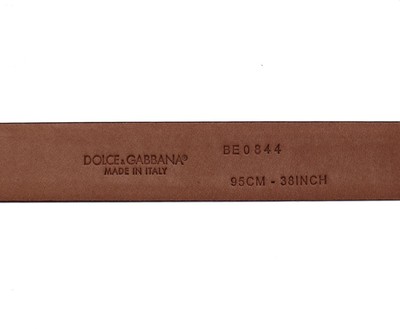 DOLCE & GABBANA®
MADE IN ITALY
BE0844
95CM - 38INCH